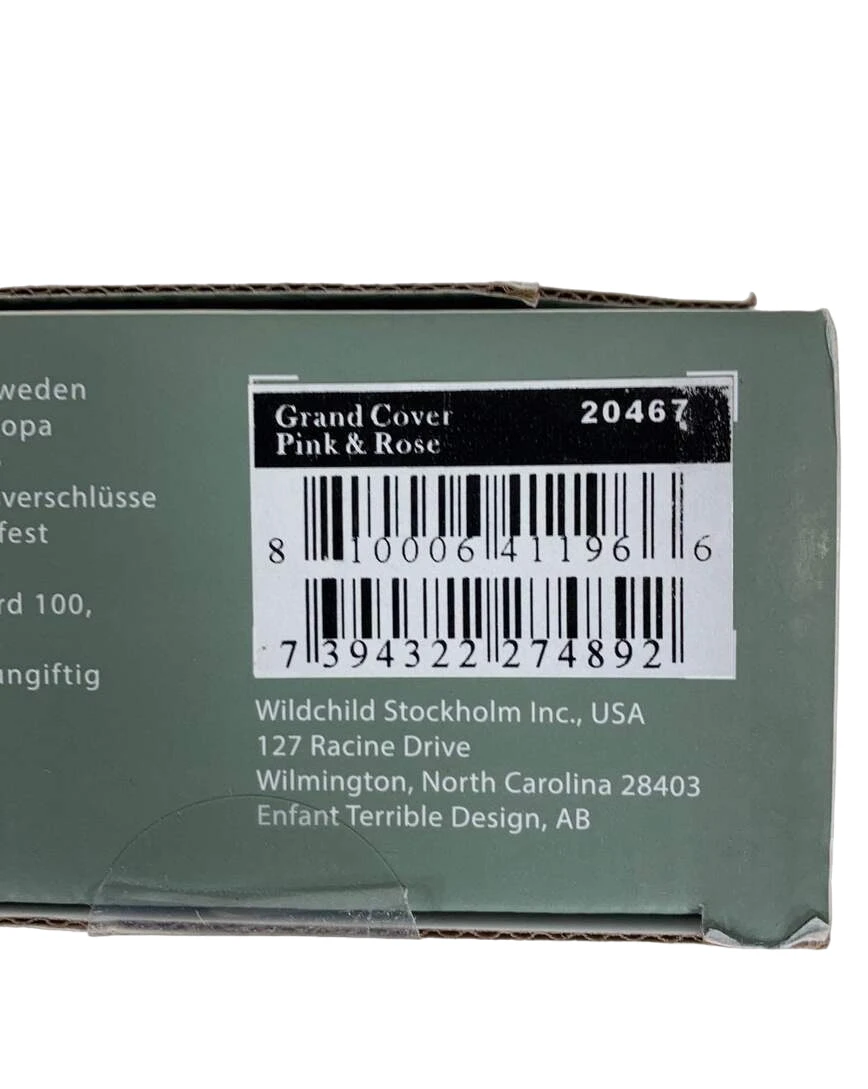 weden
opa
verschlüsse
fest
rd 100,
ngiftig
Grand Cover 20467
Pink & Rose
8 10006 41196 6
7 394322 274892
Wildchild Stockholm Inc., USA
127 Racine Drive
Wilmington, North Carolina 28403
Enfant Terrible Design, AB